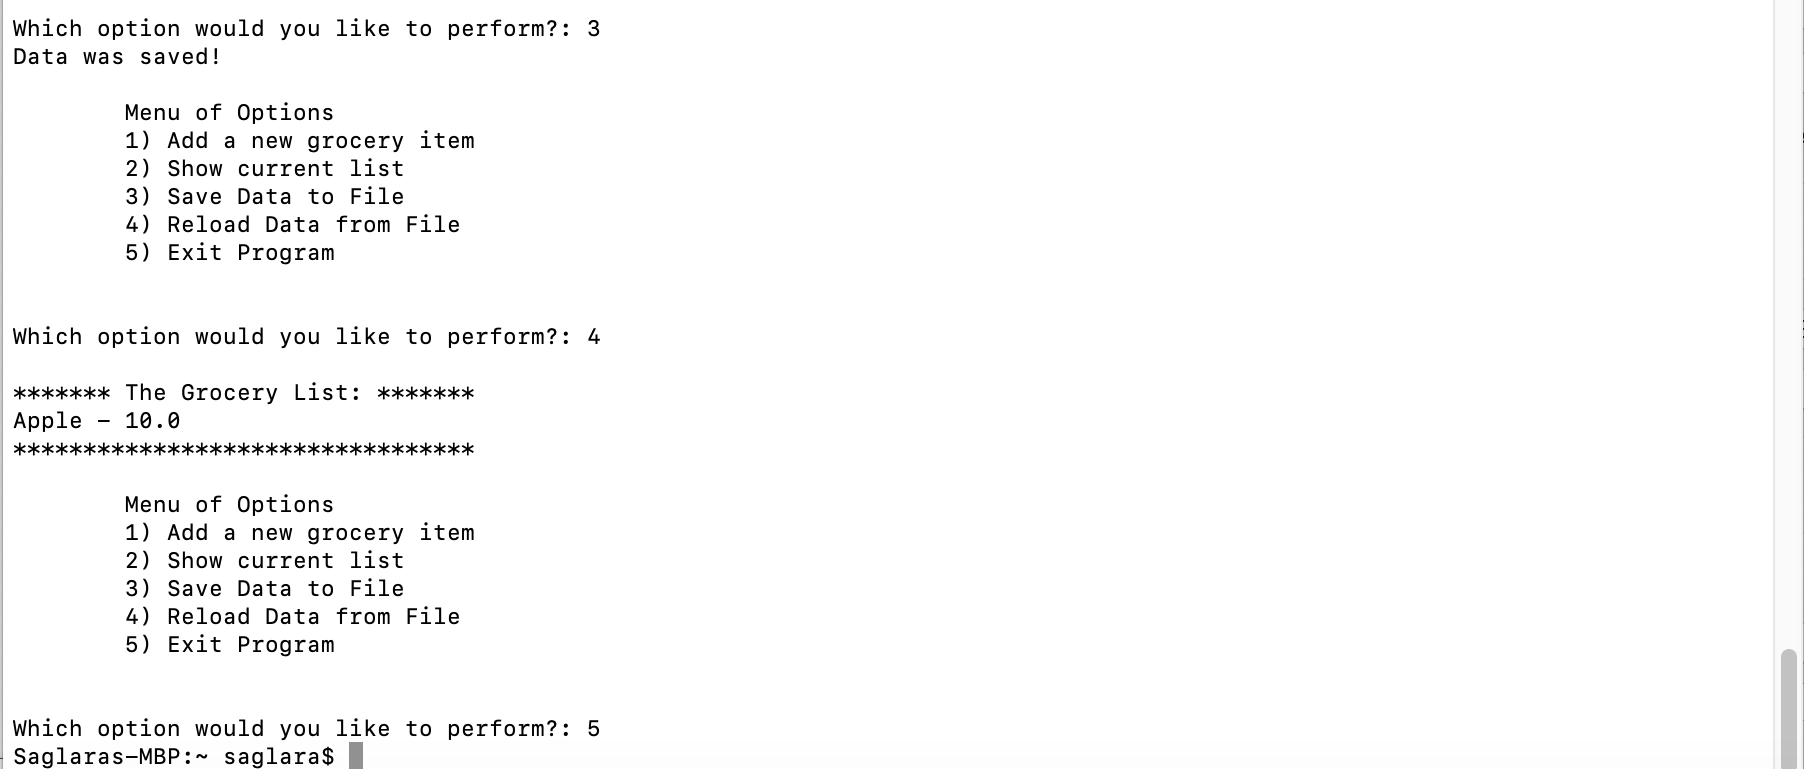 Which option would you like to perform?: 3
Data was saved!
Menu of Options
1) Add a new grocery item
2) Show current list
3) Save Data to File
4) Reload Data from File
5) Exit Program
Which option would you like to perform?: 4
******* The Grocery List: *******
Apple – 10.0
*********************************
Menu of Options
1) Add a new grocery item
2) Show current list
3) Save Data to File
4) Reload Data from File
5) Exit Program
Which option would you like to perform?: 5
Saglaras–MBP:~ saglara$